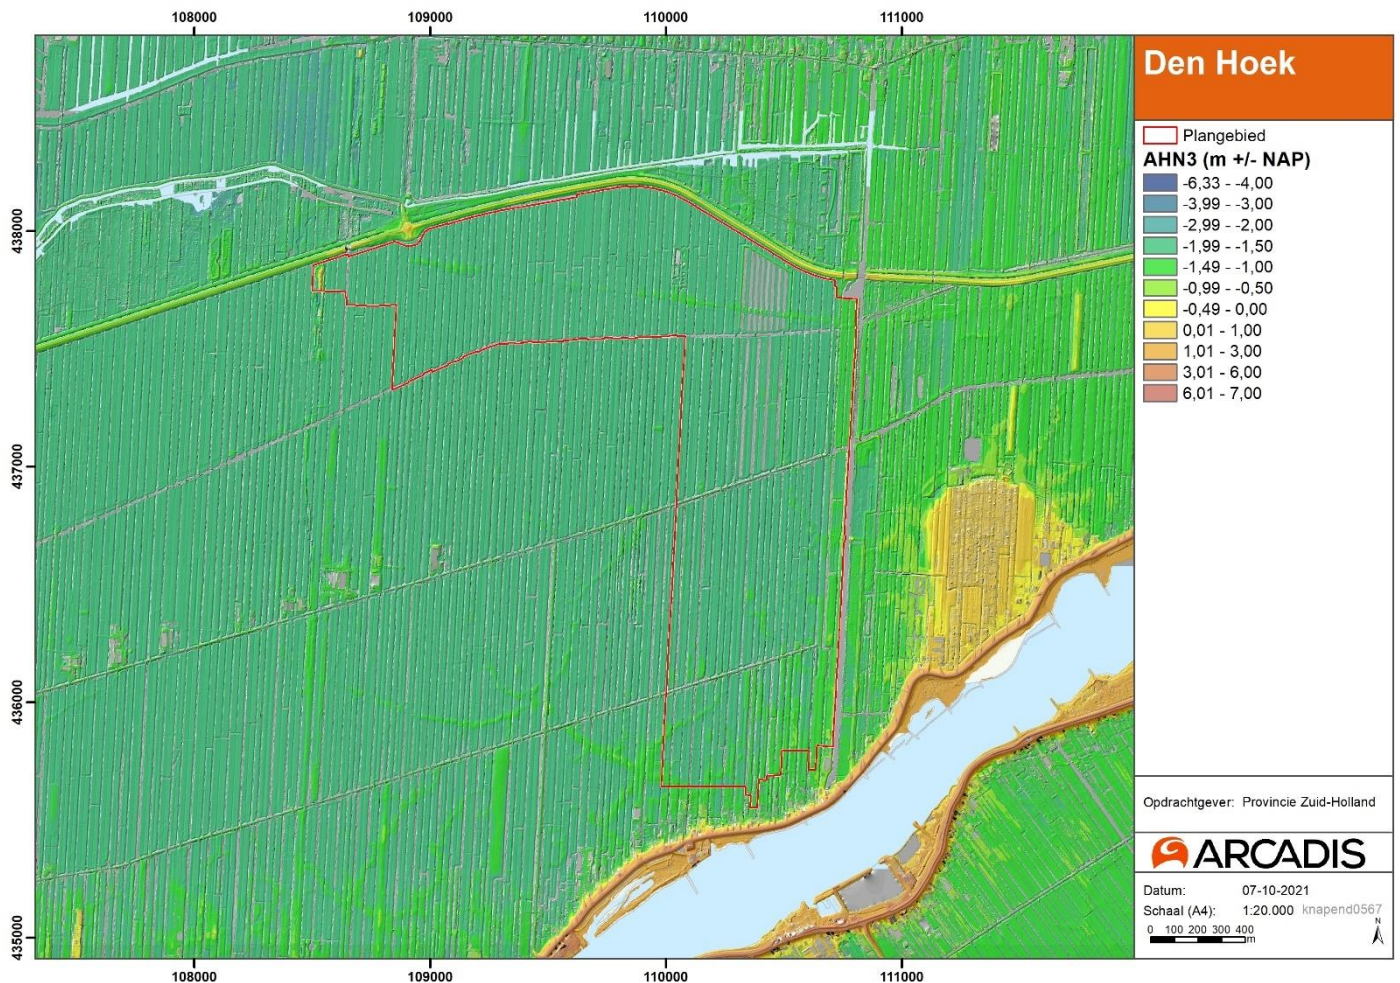 108000 109000 110000 111000
Den Hoek
Plangebied
AHN3 (m +/- NAP)
-6,33 - -4,00
-3,99 - -3,00
-2.99 - -2,00
-1,99 - -1,50
-1,49 - -1,00
-0,99 - -0,50
-0,49 - 0,00
0,01 - 1,00
1,01 - 3,00
3,01 - 6,00
6,01 - 7,00
438000
437000
436000
435000
Opdrachtgever: Provincie Zuid-Holland
ARCADIS
Datum: 07-10-2021
Schaal (A4): 1:20.000 knapend0567
N
0 100 200 300 400
m
108000 109000 110000 111000